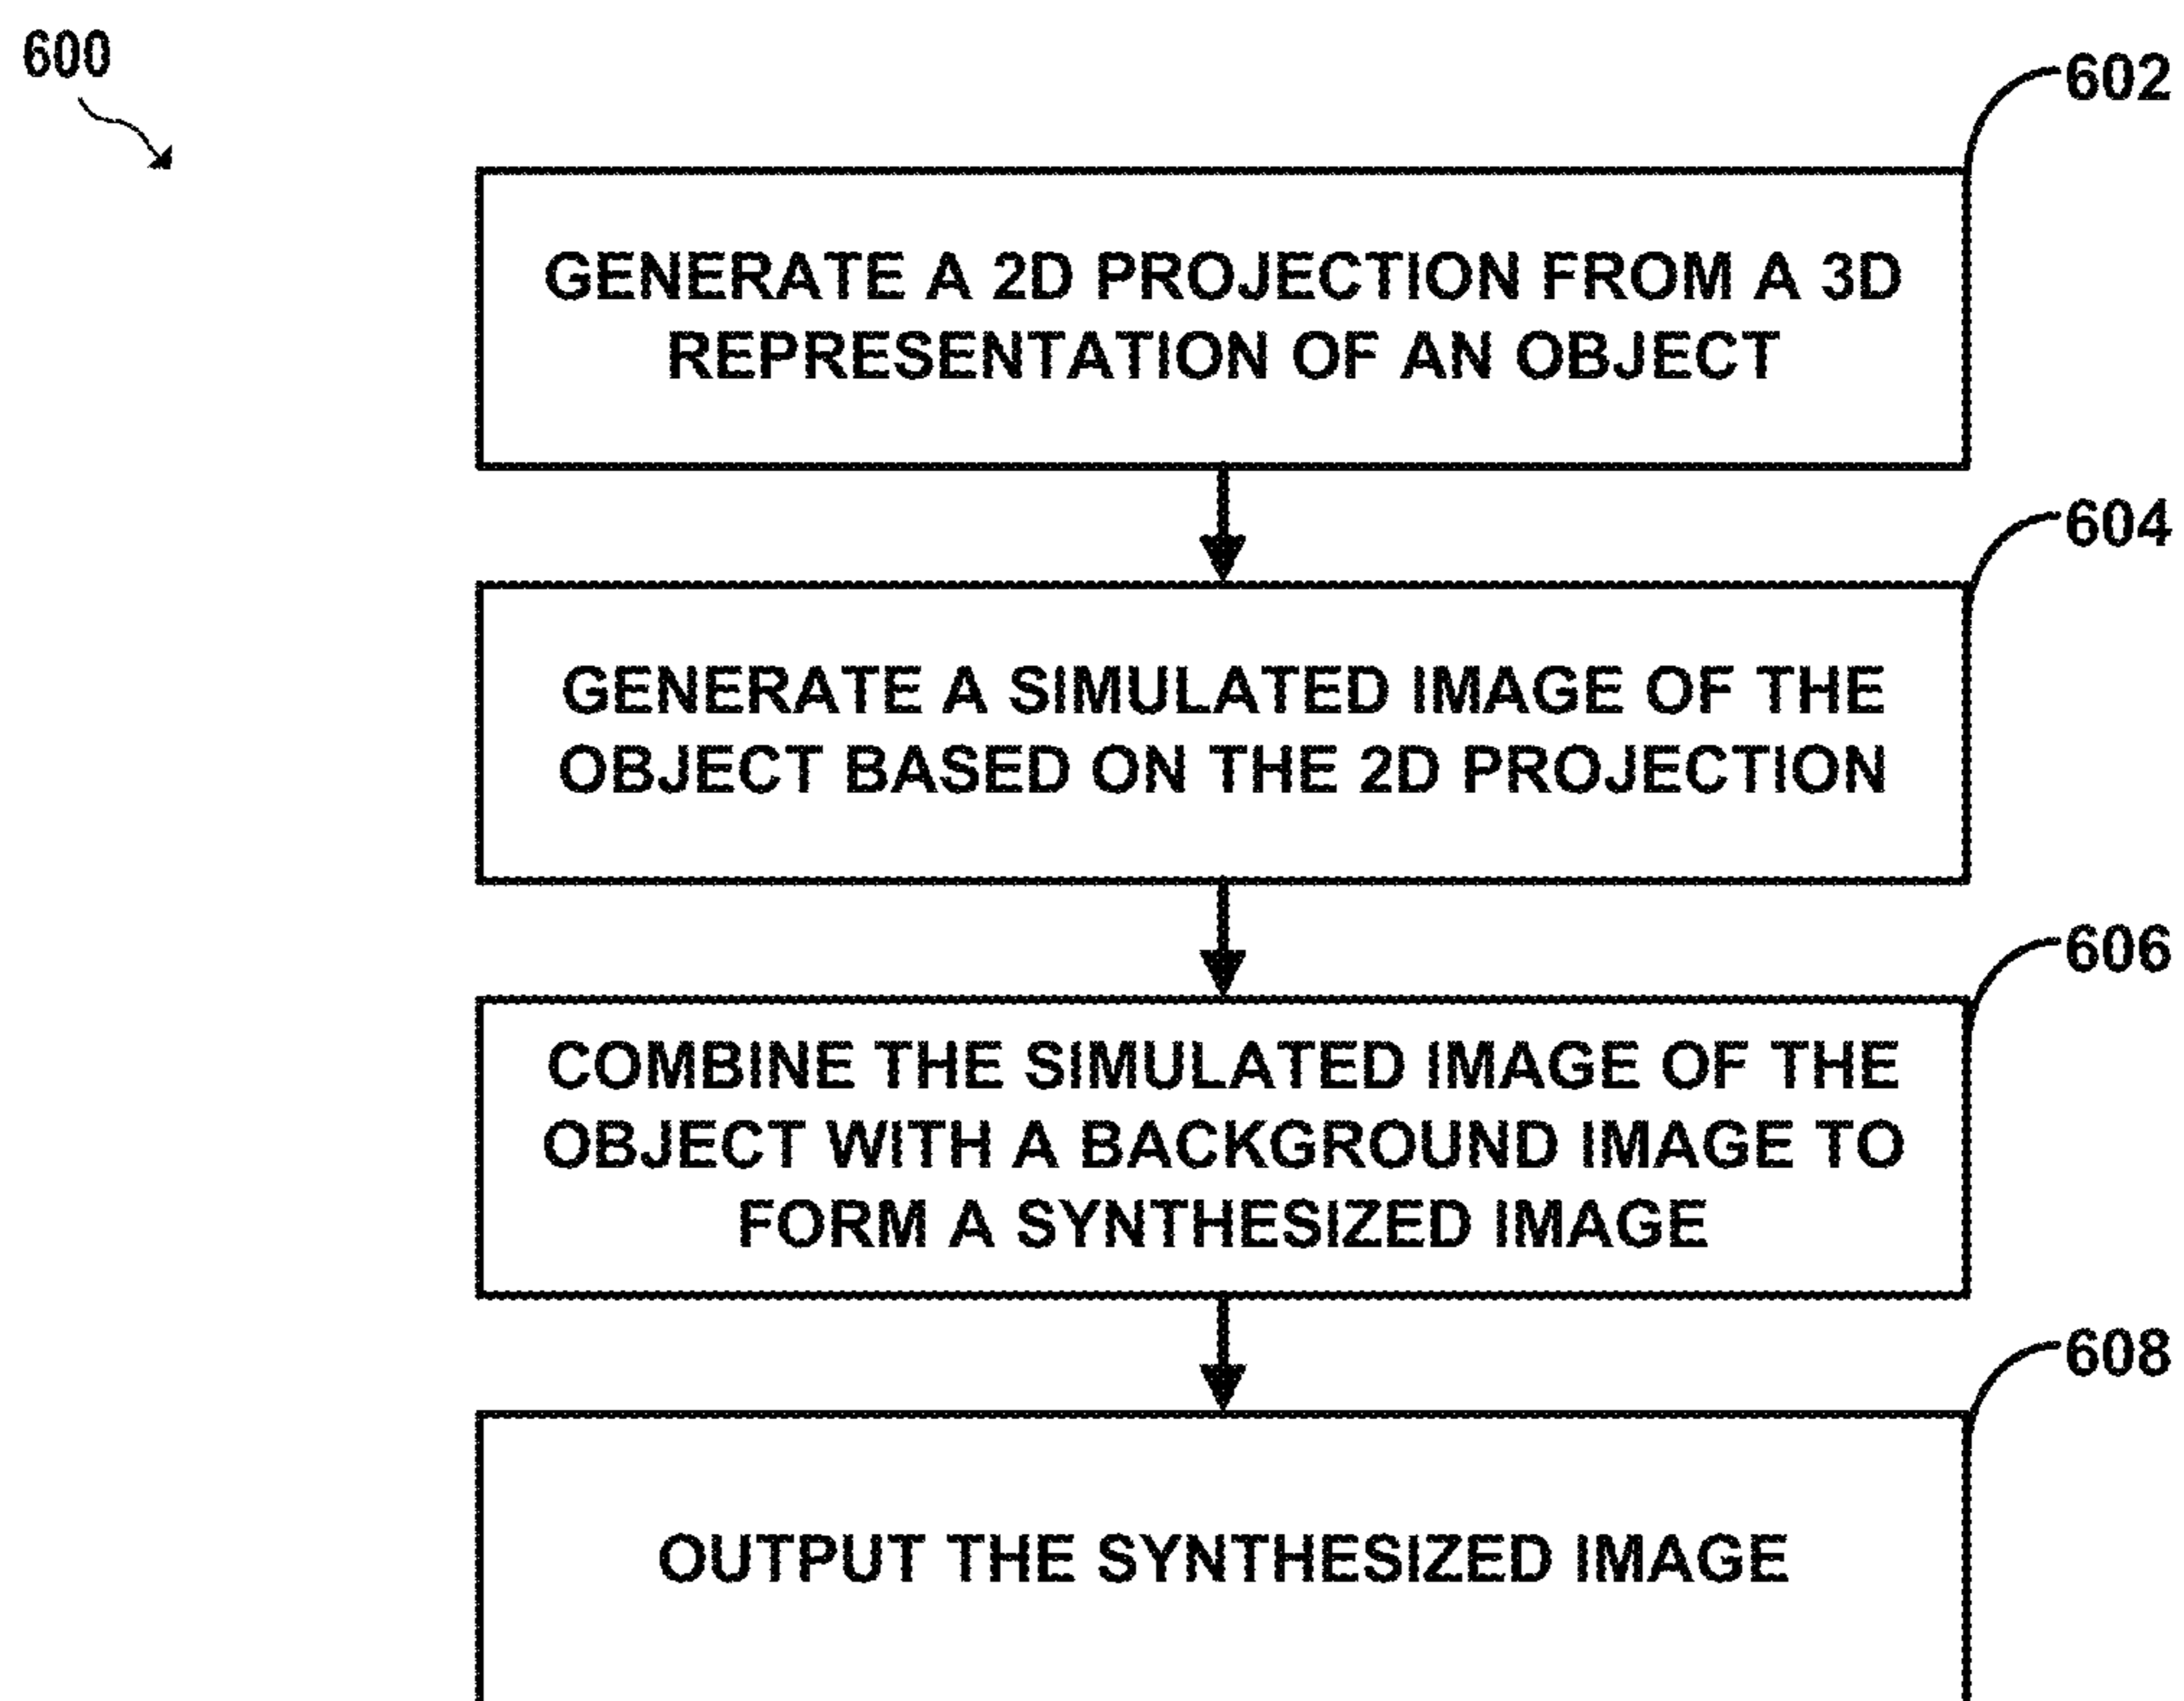 600
602
GENERATE A 2D PROJECTION FROM A 3D
REPRESENTATION OF AN OBJECT
604
GENERATE A SIMULATED IMAGE OF THE
OBJECT BASED ON THE 2D PROJECTION
606
COMBINE THE SIMULATED IMAGE OF THE
OBJECT WITH A BACKGROUND IMAGE TO
FORM A SYNTHESIZED IMAGE
608
OUTPUT THE SYNTHESIZED IMAGE